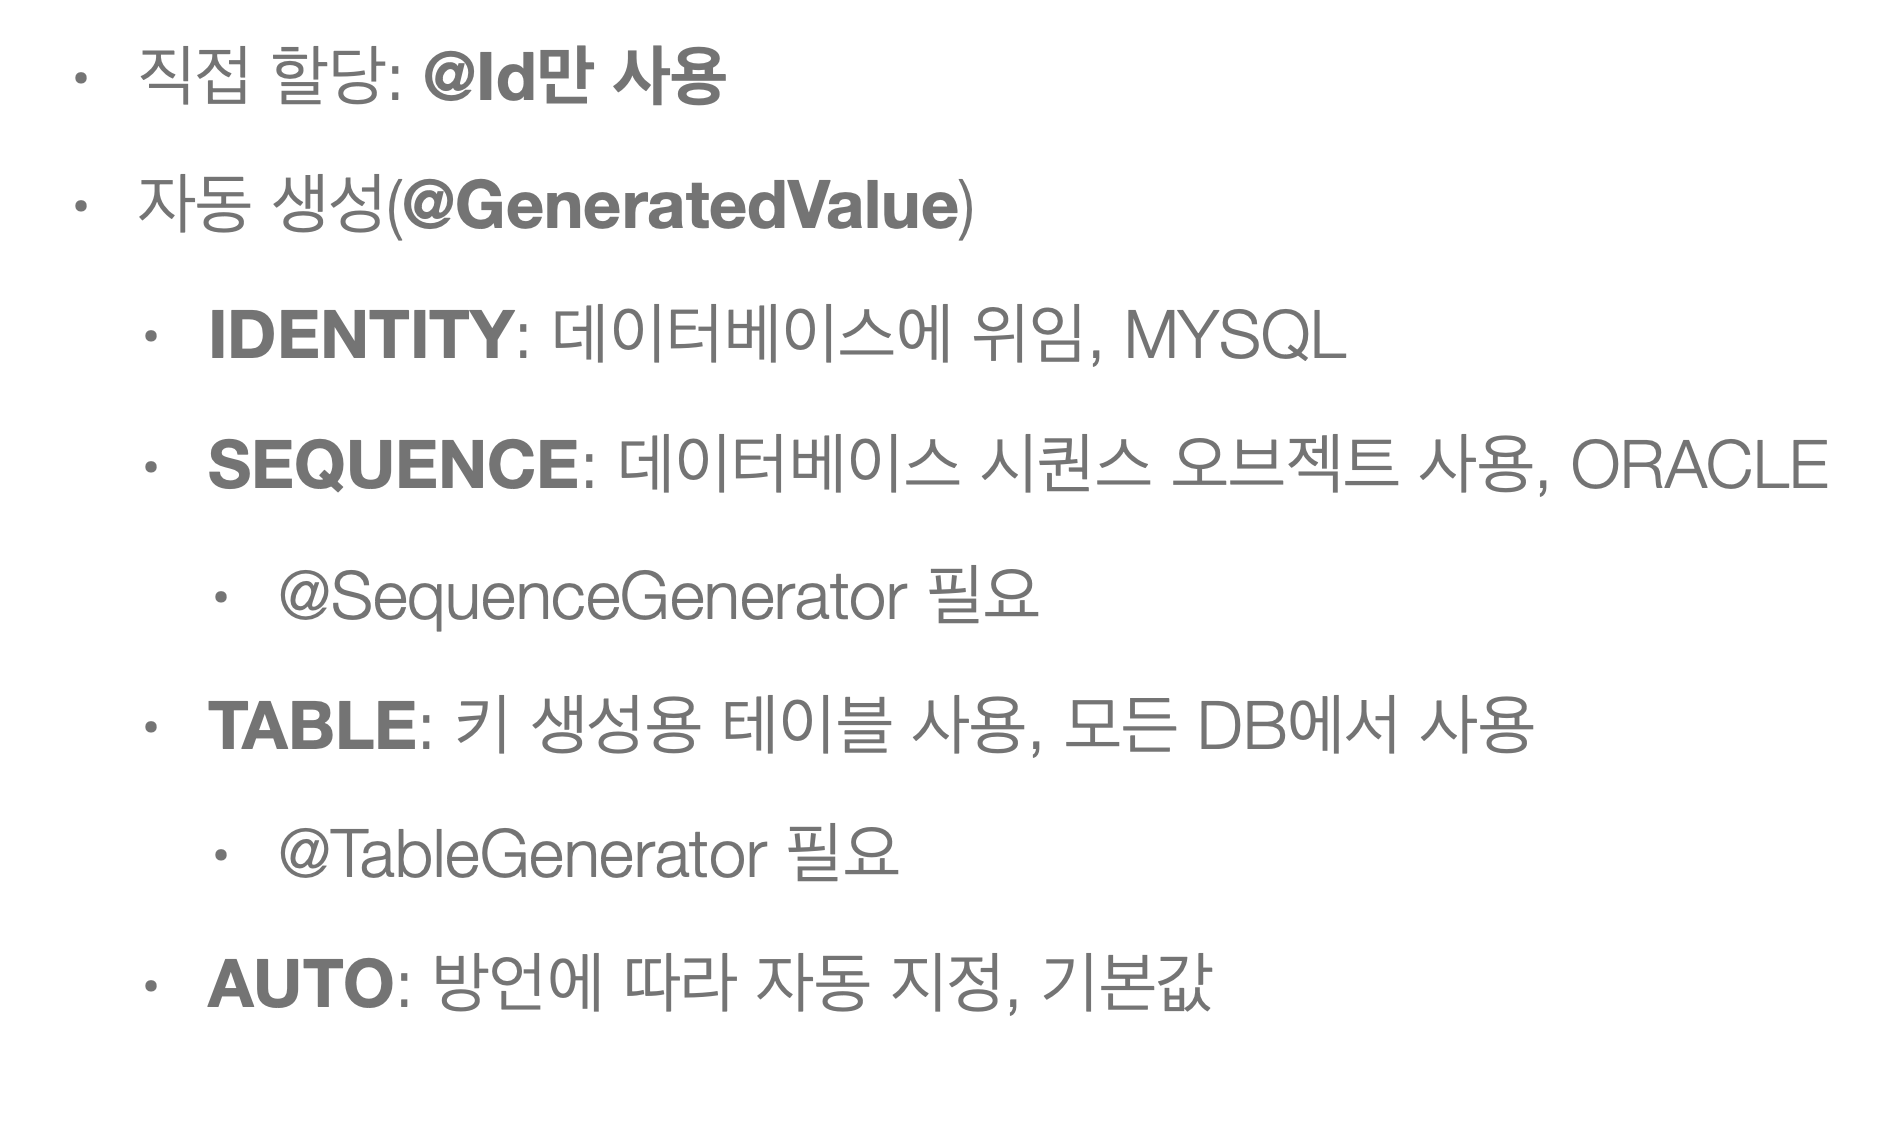 • 직접 할당: @Id만 사용
• 자동 생성(@GeneratedValue)
• IDENTITY: 데이터베이스에 위임, MYSQL
• SEQUENCE: 데이터베이스 시퀀스 오브젝트 사용, ORACLE
• @SequenceGenerator 필요
• TABLE: 키 생성용 테이블 사용, 모든 DB에서 사용
• @TableGenerator 필요
• AUTO: 방언에 따라 자동 지정, 기본값